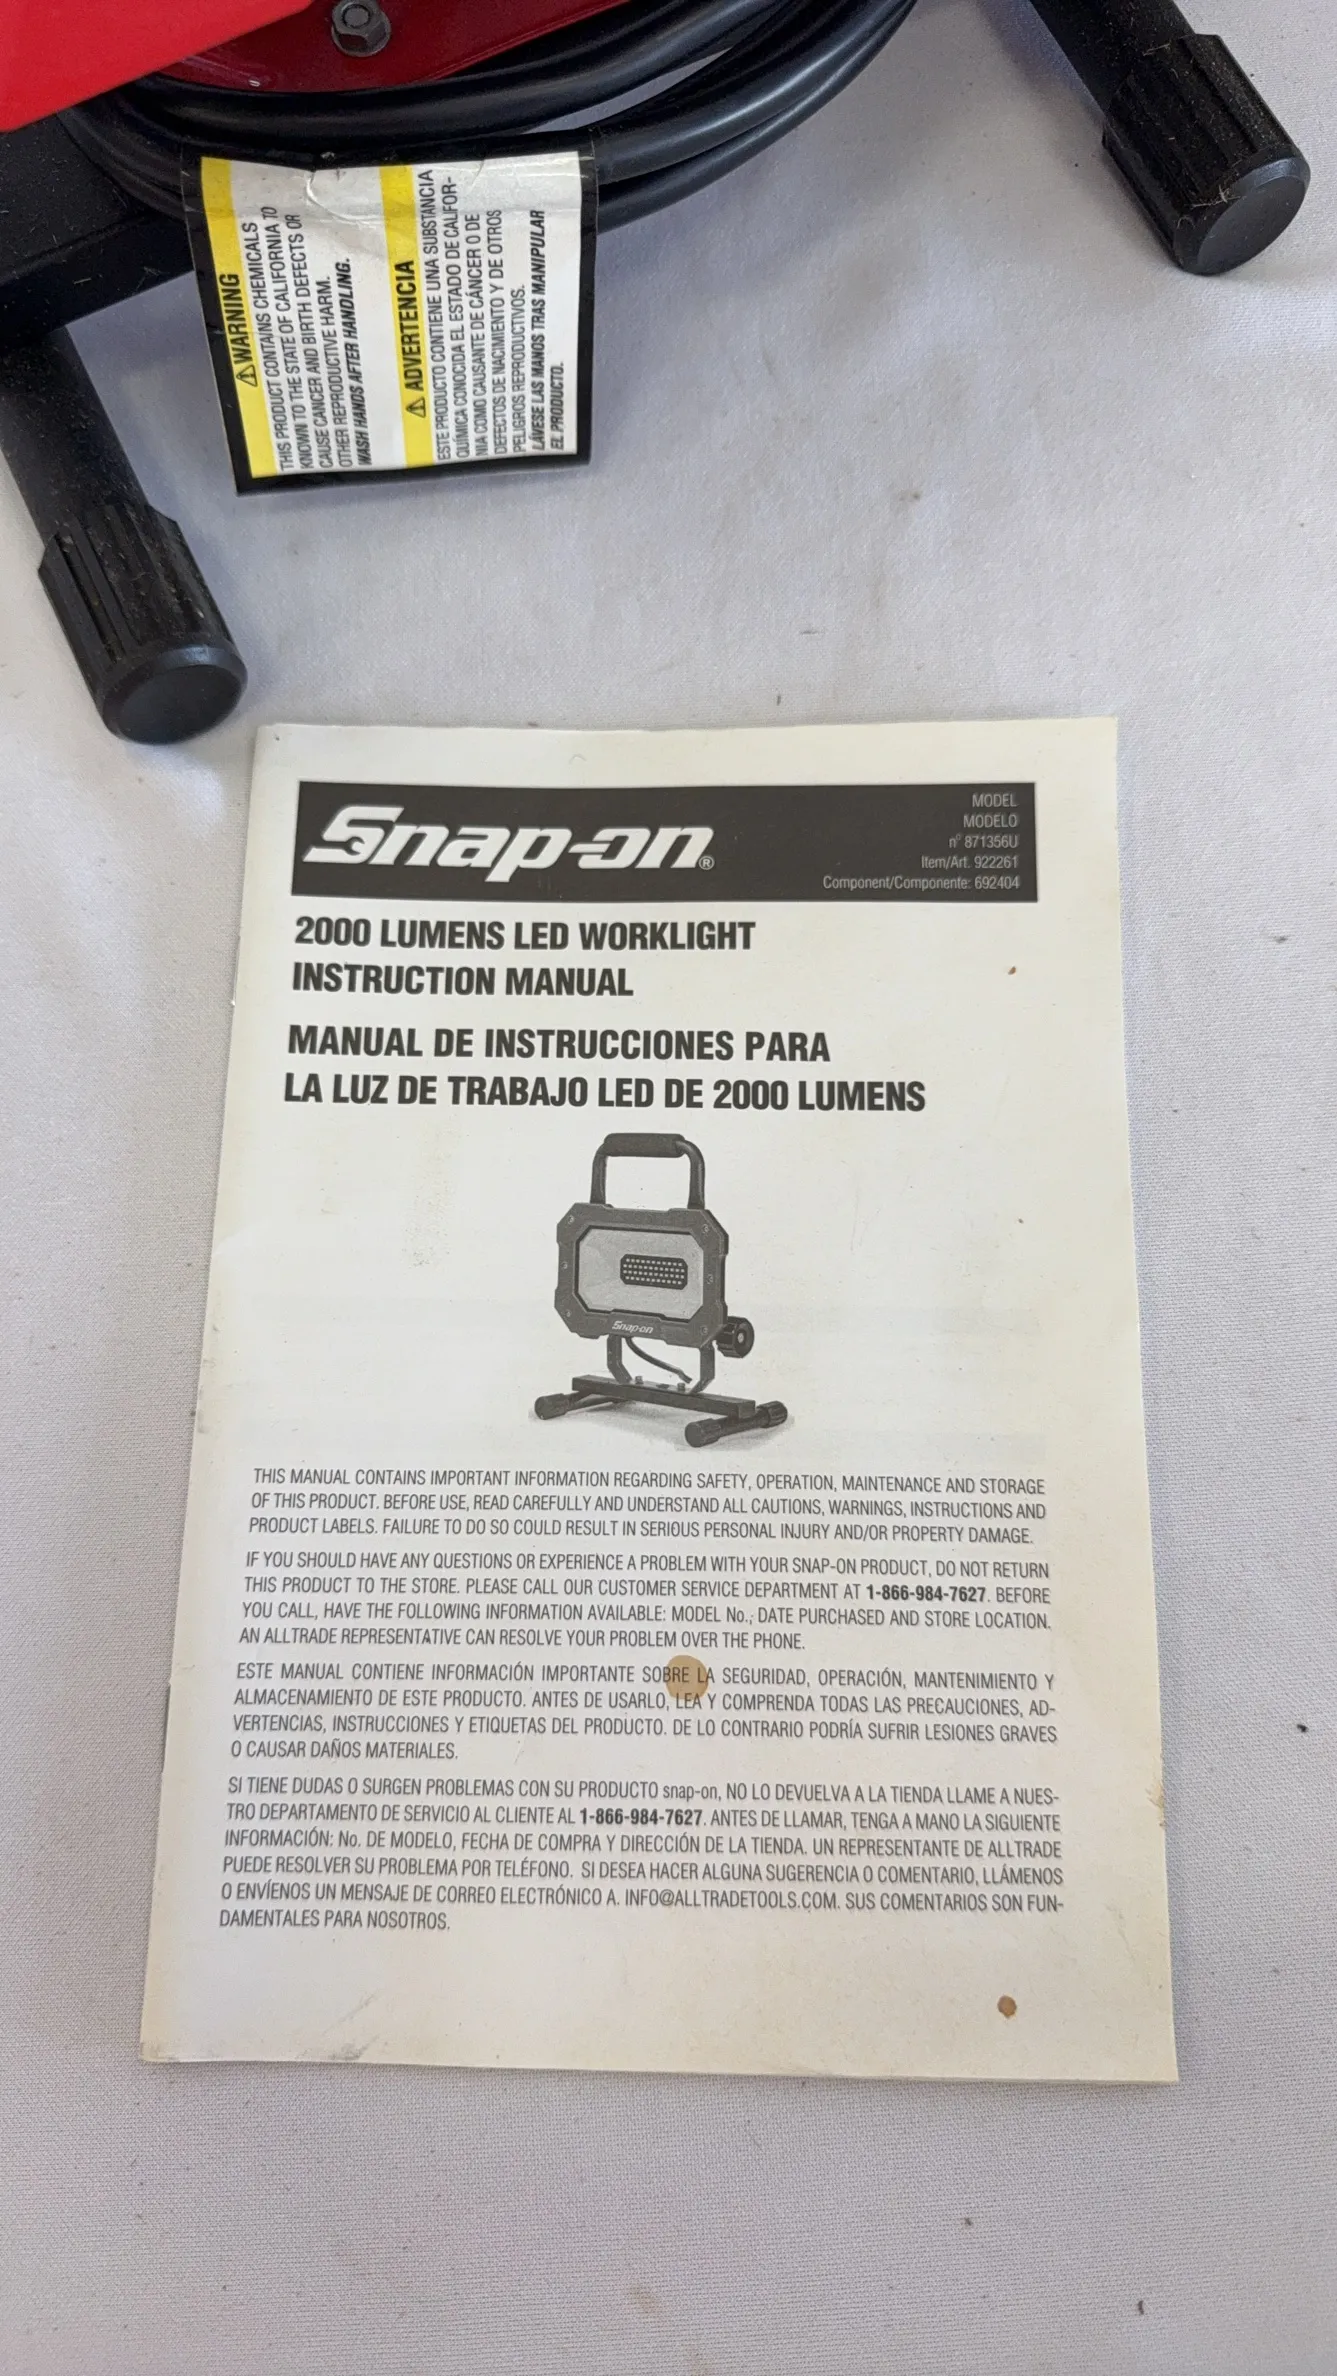 ⚠WARNING
THIS PRODUCT CONTAINS CHEMICALS
KNOWN TO THE STATE OF CALIFORNIA TO
CAUSE CANCER AND BIRTH DEFECTS OR
OTHER REPRODUCTIVE HARM.
WASH HANDS AFTER HANDLING.
⚠ ADVERTENCIA
ESTE PRODUCTO CONTIENE UNA SUBSTANCIA
QUÍMICA CONOCIDA EL ESTADO DE CALIFOR-
NIA COMO CAUSANTE DE CÁNCER O DE
DEFECTOS DE NACIMIENTO Y DE OTROS
PELIGROS REPRODUCTIVOS.
LÁVESE LAS MANOS TRAS MANIPULAR
EL PRODUCTO.
Snap-on®
MODEL
MODELO
n° 871356U
Item/Art. 922261
Component/Componente: 692404
2000 LUMENS LED WORKLIGHT
INSTRUCTION MANUAL
MANUAL DE INSTRUCCIONES PARA
LA LUZ DE TRABAJO LED DE 2000 LUMENS
Snap-on
THIS MANUAL CONTAINS IMPORTANT INFORMATION REGARDING SAFETY, OPERATION, MAINTENANCE AND STORAGE
OF THIS PRODUCT. BEFORE USE, READ CAREFULLY AND UNDERSTAND ALL CAUTIONS, WARNINGS, INSTRUCTIONS AND
PRODUCT LABELS. FAILURE TO DO SO COULD RESULT IN SERIOUS PERSONAL INJURY AND/OR PROPERTY DAMAGE.
IF YOU SHOULD HAVE ANY QUESTIONS OR EXPERIENCE A PROBLEM WITH YOUR SNAP-ON PRODUCT, DO NOT RETURN
THIS PRODUCT TO THE STORE. PLEASE CALL OUR CUSTOMER SERVICE DEPARTMENT AT 1-866-984-7627. BEFORE
YOU CALL, HAVE THE FOLLOWING INFORMATION AVAILABLE: MODEL No., DATE PURCHASED AND STORE LOCATION.
AN ALLTRADE REPRESENTATIVE CAN RESOLVE YOUR PROBLEM OVER THE PHONE.
ESTE MANUAL CONTIENE INFORMACIÓN IMPORTANTE SOBRE LA SEGURIDAD, OPERACIÓN, MANTENIMIENTO Y
ALMACENAMIENTO DE ESTE PRODUCTO. ANTES DE USARLO, LEA Y COMPRENDA TODAS LAS PRECAUCIONES, AD-
VERTENCIAS, INSTRUCCIONES Y ETIQUETAS DEL PRODUCTO. DE LO CONTRARIO PODRÍA SUFRIR LESIONES GRAVES
O CAUSAR DAÑOS MATERIALES.
SI TIENE DUDAS O SURGEN PROBLEMAS CON SU PRODUCTO snap-on, NO LO DEVUELVA A LA TIENDA LLAME A NUES-
TRO DEPARTAMENTO DE SERVICIO AL CLIENTE AL 1-866-984-7627. ANTES DE LLAMAR, TENGA A MANO LA SIGUIENTE
INFORMACIÓN: No. DE MODELO, FECHA DE COMPRA Y DIRECCIÓN DE LA TIENDA. UN REPRESENTANTE DE ALLTRADE
PUEDE RESOLVER SU PROBLEMA POR TELÉFONO. SI DESEA HACER ALGUNA SUGERENCIA O COMENTARIO, LLÁMENOS
O ENVÍENOS UN MENSAJE DE CORREO ELECTRÓNICO A. INFO@ALLTRADETOOLS.COM. SUS COMENTARIOS SON FUN-
DAMENTALES PARA NOSOTROS.